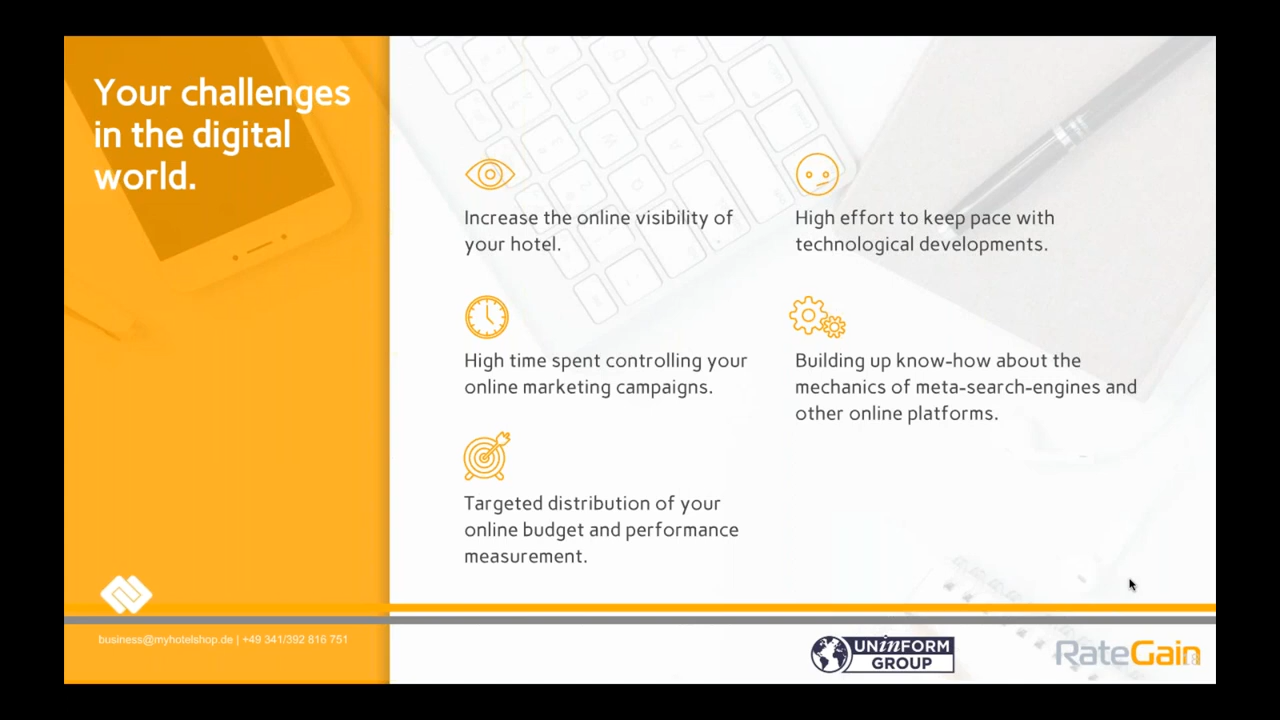 Your challenges
in the digital
world.
Increase the online visibility of
your hotel.
High effort to keep pace with
technological developments.
High time spent controlling your
online marketing campaigns.
Building up know-how about the
mechanics of meta-search-engines and
other online platforms.
Targeted distribution of your
online budget and performance
measurement.
business@myhotelshop.de | +49 341/392 816 751
UNinFORM
GROUP
RateGain